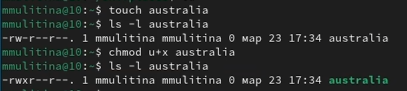 mmulitina@10:~$ touch australia
mmulitina@10:~$ ls -l australia
-rw-r--r--. 1 mmulitina mmulitina 0 мар 23 17:34 australia
mmulitina@10:~$ chmod u+x australia
mmulitina@10:~$ ls -l australia
-rwxr--r--. 1 mmulitina mmulitina 0 мар 23 17:34 australia